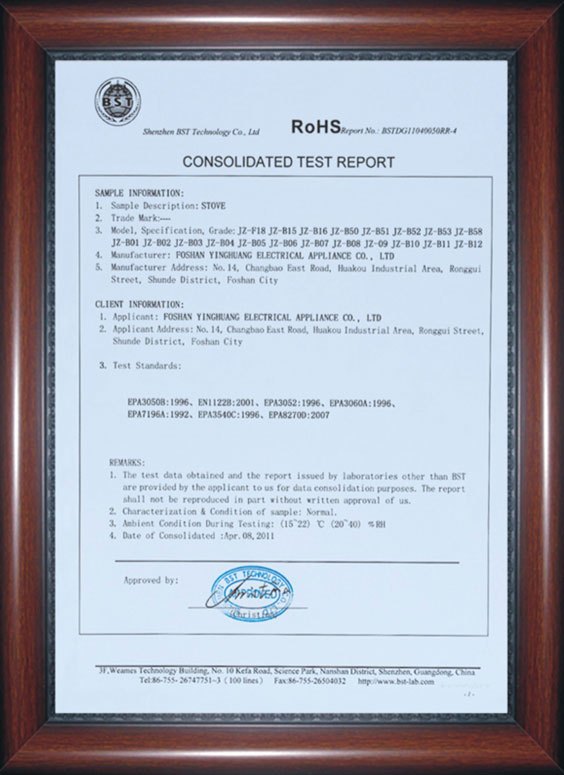 BST
Shenzhen BST Technology Co., Ltd RoHS Report No.: BSTDG11040050RR-4
CONSOLIDATED TEST REPORT
SAMPLE INFORMATION:
1. Sample Description: STOVE
2. Trade Mark:——
3. Model, Specification, Grade: JZ-F18 JZ-B15 JZ-B16 JZ-B50 JZ-B51 JZ-B52 JZ-B53 JZ-B58
JZ-B01 JZ-B02 JZ-B03 JZ-B04 JZ-B05 JZ-B06 JZ-B07 JZ-B08 JZ-09 JZ-B10 JZ-B11 JZ-B12
4. Manufacturer: FOSHAN YINGHUANG ELECTRICAL APPLIANCE CO., LTD
5. Manufacturer Address: No.14, Changbao East Road, Huakou Industrial Area, Ronggui
Street, Shunde District, Foshan City
CLIENT INFORMATION:
1. Applicant: FOSHAN YINGHUANG ELECTRICAL APPLIANCE CO., LTD
2. Applicant Address: No.14, Changbao East Road, Huakou Industrial Area, Ronggui Street,
Shunde District, Foshan City
3. Test Standards:
EPA3050B:1996、EN1122B:2001、EPA3052:1996、EPA3060A:1996、
EPA7196A:1992、EPA3540C:1996、EPA8270D:2007
REMARKS:
1. The test data obtained and the report issued by laboratories other than BST
are provided by the applicant to us for data consolidation purposes. The report
shall not be reproduced in part without written approval of us.
2. Characterization & Condition of sample: Normal.
3. Ambient Condition During Testing: (15~22) ℃ (20~40) %RH
4. Date of Consolidated :Apr.08,2011
Approved by:
BST TECHNOLOGY
APPROVED
3F,Weames Technology Building, No. 10 Kefa Road, Science Park, Nanshan District, Shenzhen, Guangdong, China
Tel:86-755- 26747751~3 (100 lines) Fax:86-755-26504032 http://www.bst-lab.com
-1-